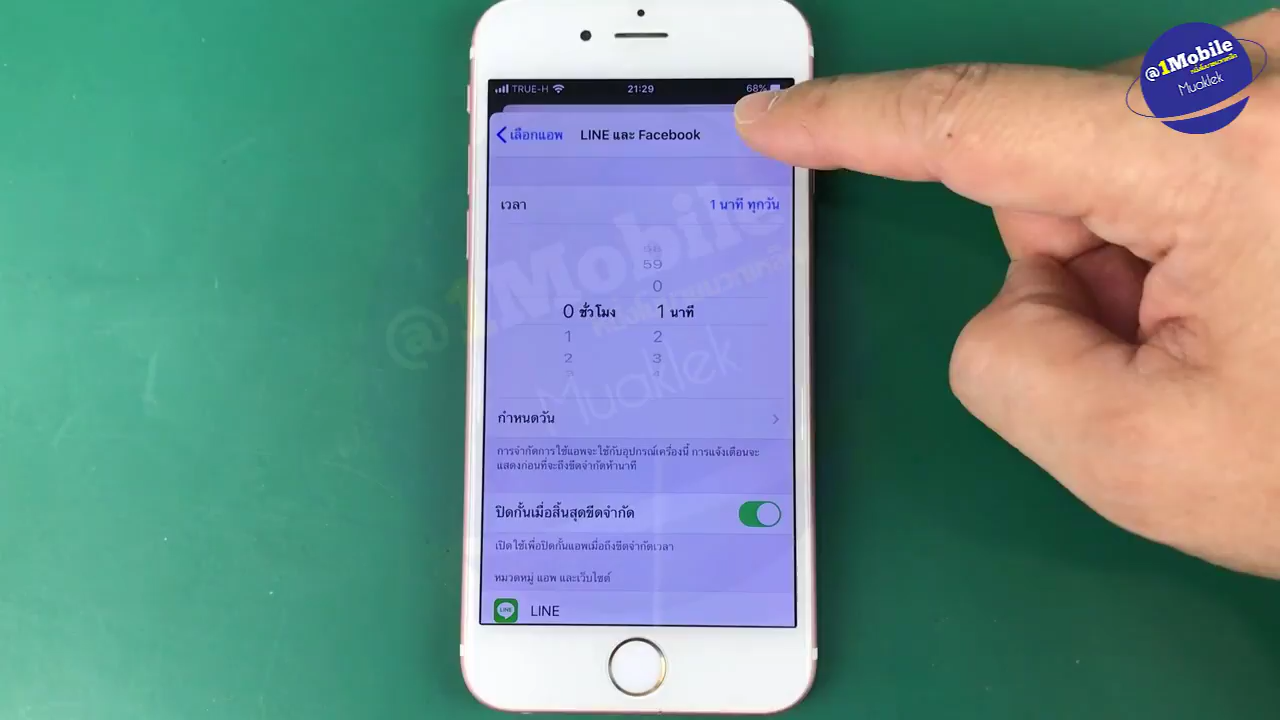 @1Mobile
Muaklek
TRUE-H 21:29 68%
เลือกแอพ LINE และ Facebook
เวลา 1 นาที ทุกวัน
59
0
0 ชั่วโมง 1 นาที
1 2
2 3
3 4
กำหนดวัน
การจำกัดการใช้แอพจะใช้กับอุปกรณ์เครื่องนี้ การแจ้งเตือนจะ
แสดงก่อนที่จะถึงขีดจำกัดห้านาที
ปิดกั้นเมื่อสิ้นสุดขีดจำกัด
เปิดใช้เพื่อปิดกั้นแอพเมื่อถึงขีดจำกัดเวลา
หมวดหมู่ แอพ และเว็บไซต์
LINE
LINE
@1Mobile
Muaklek